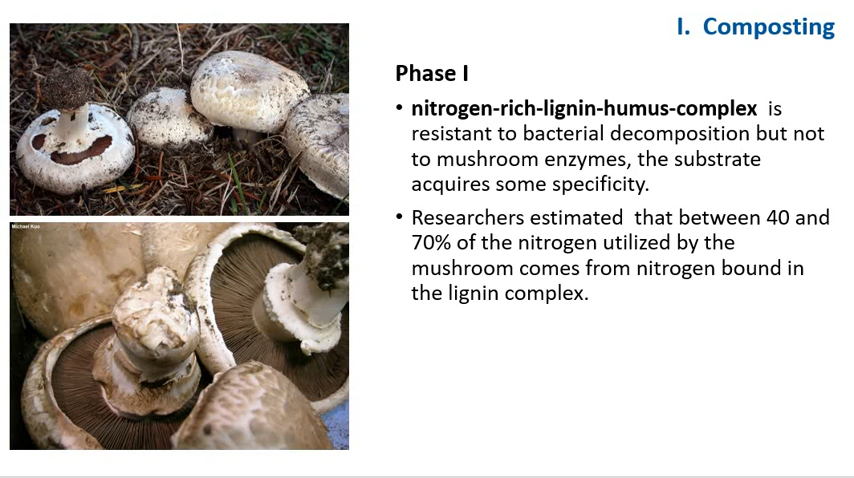 I. Composting
Phase I
• nitrogen-rich-lignin-humus-complex is
resistant to bacterial decomposition but not
to mushroom enzymes, the substrate
acquires some specificity.
• Researchers estimated that between 40 and
70% of the nitrogen utilized by the
mushroom comes from nitrogen bound in
the lignin complex.
Michael Kuo